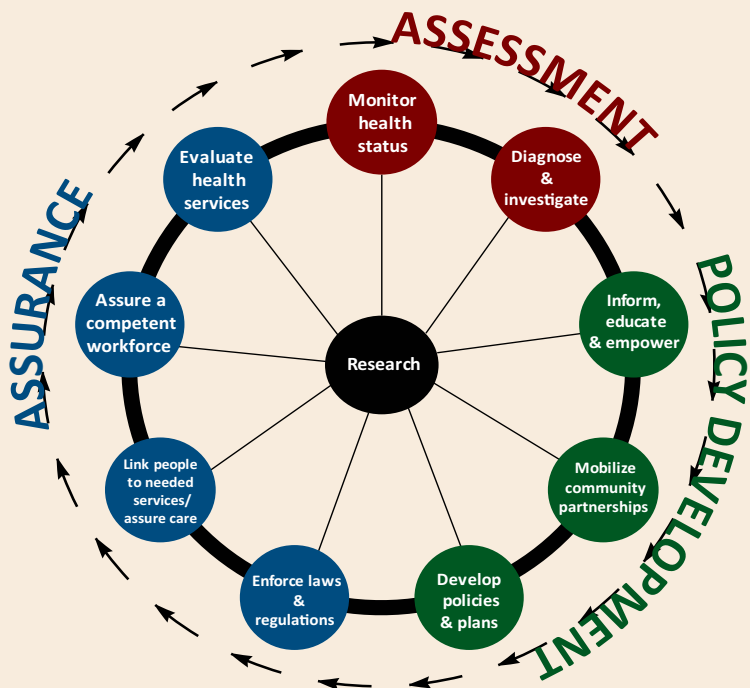 ASSESSMENT
Monitor
health
status
Diagnose
&
investigate
POLICY DEVELOPMENT
Inform,
educate
& empower
Mobilize
community
partnerships
Develop
policies
& plans
Enforce laws
&
regulations
Link people
to needed
services/
assure care
ASSURANCE
Assure a
competent
workforce
Evaluate
health
services
Research